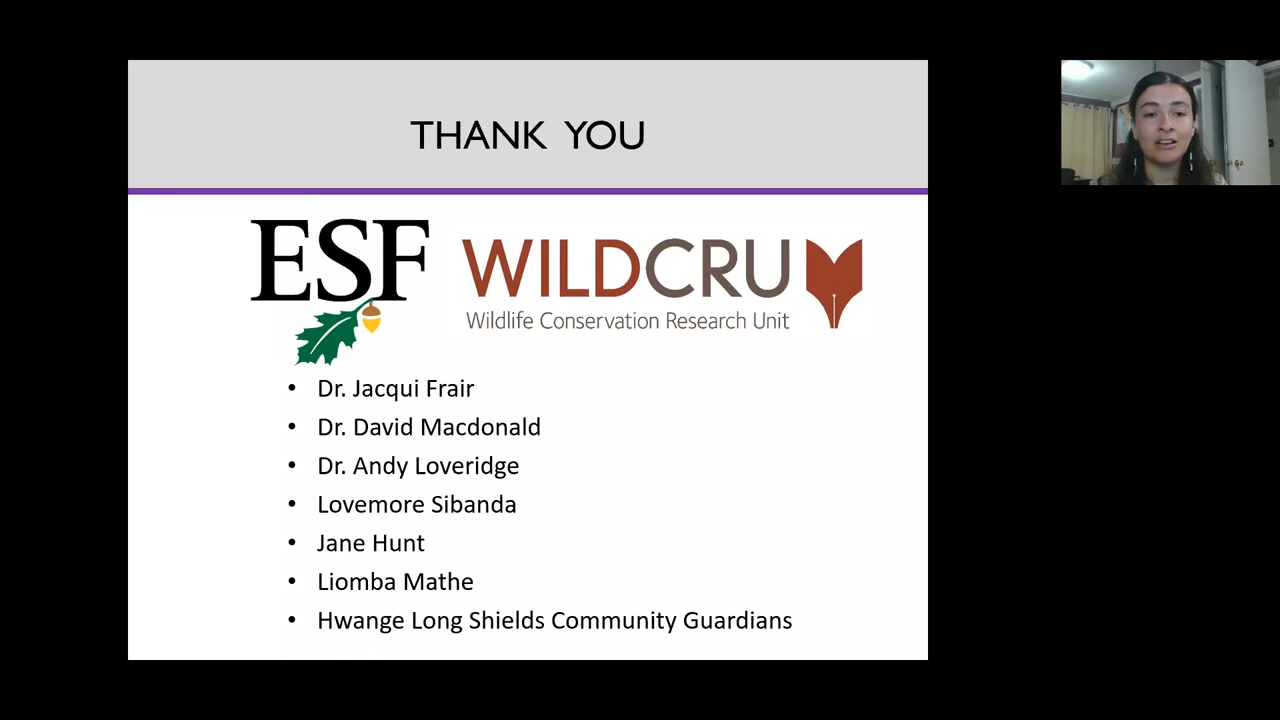 THANK YOU
ESF
WILDCRU
Wildlife Conservation Research Unit
• Dr. Jacqui Frair
• Dr. David Macdonald
• Dr. Andy Loveridge
• Lovemore Sibanda
• Jane Hunt
• Liomba Mathe
• Hwange Long Shields Community Guardians